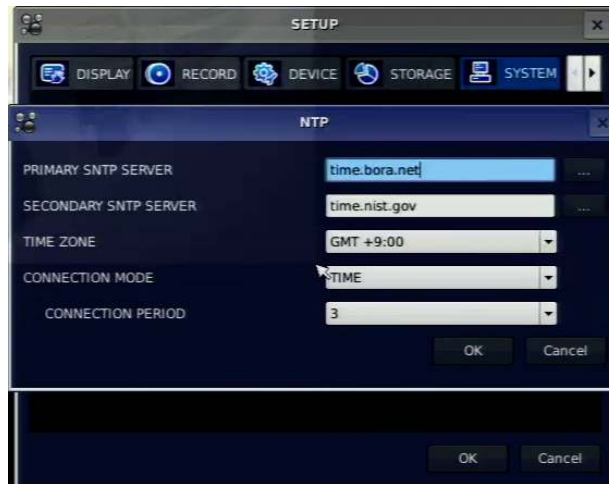 SETUP
DISPLAY RECORD DEVICE STORAGE SYSTEM
NTP
PRIMARY SNTP SERVER time.bora.net ...
SECONDARY SNTP SERVER time.nist.gov ...
TIME ZONE GMT +9:00
CONNECTION MODE TIME
CONNECTION PERIOD 3
OK Cancel
OK Cancel